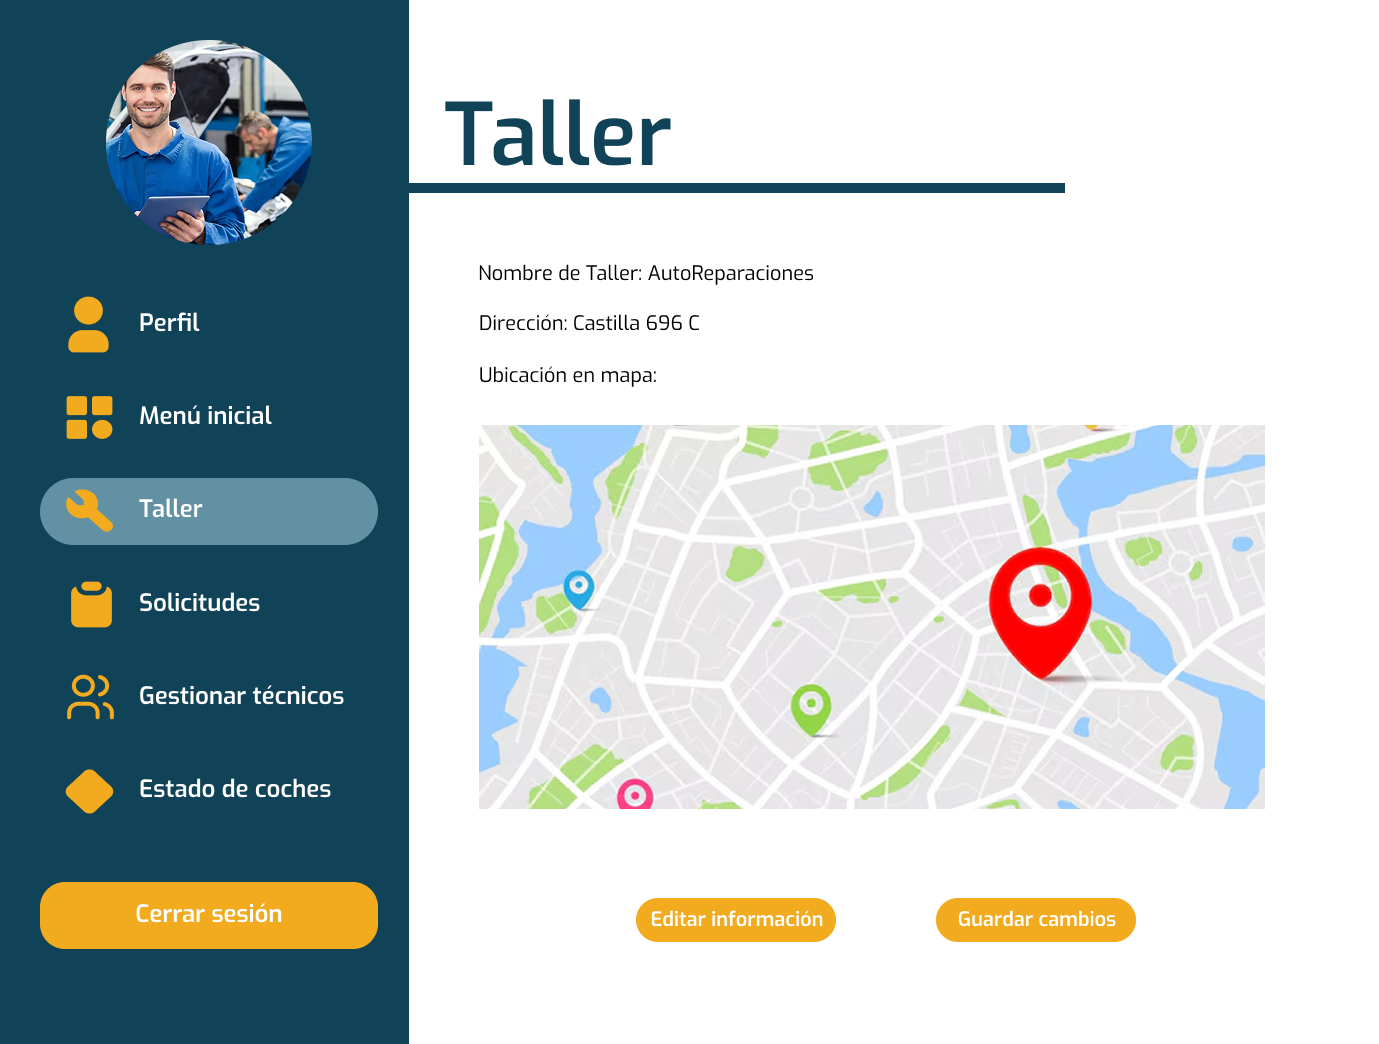 Perfil
Menú inicial
Taller
Solicitudes
Gestionar técnicos
Estado de coches
Cerrar sesión
Taller
Nombre de Taller: AutoReparaciones
Dirección: Castilla 696 C
Ubicación en mapa:
Editar información
Guardar cambios